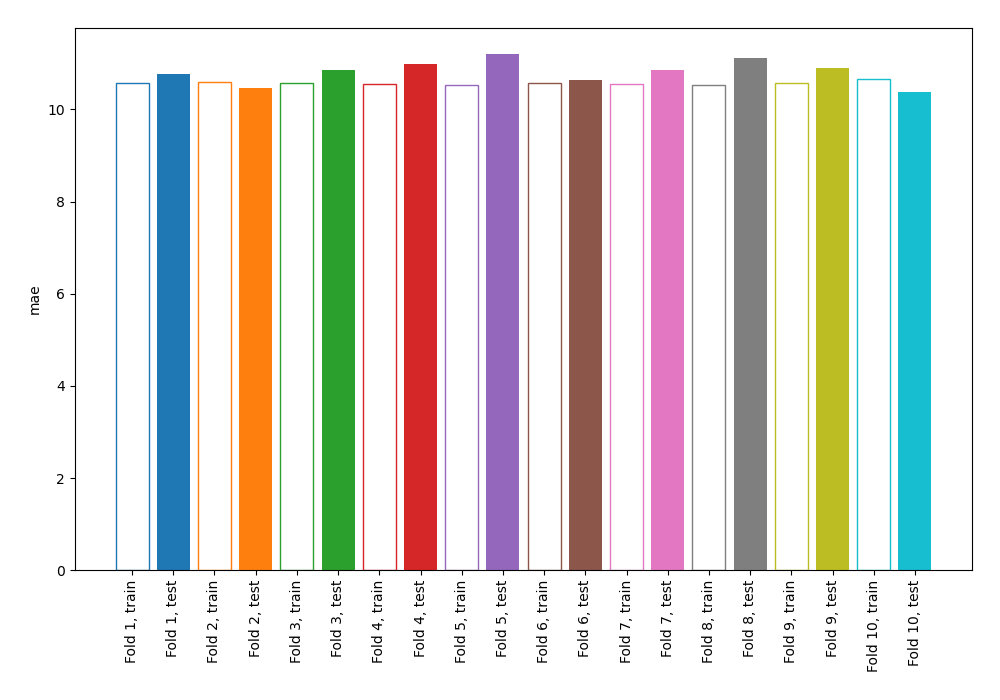 mae
10
8
6
4
2
0
Fold 1, train
Fold 1, test
Fold 2, train
Fold 2, test
Fold 3, train
Fold 3, test
Fold 4, train
Fold 4, test
Fold 5, train
Fold 5, test
Fold 6, train
Fold 6, test
Fold 7, train
Fold 7, test
Fold 8, train
Fold 8, test
Fold 9, train
Fold 9, test
Fold 10, train
Fold 10, test